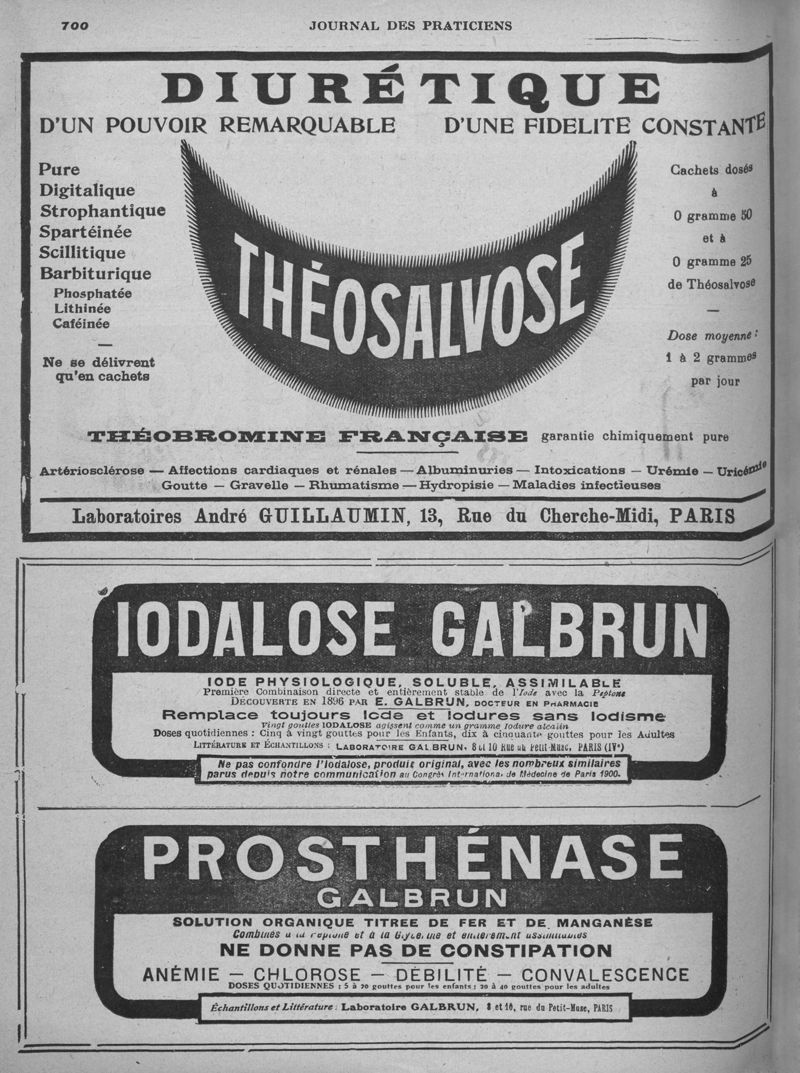 700
JOURNAL DES PRATICIENS
DIURÉTIQUE
D'UN POUVOIR REMARQUABLE D'UNE FIDELITE CONSTANTE
Pure
Digitalique
Strophantique
Spartéinée
Scillitique
Barbiturique
Phosphatée
Lithinée
Caféinée
—
Ne se délivrent
qu'en cachets
THÉOSALVOSE
Cachets dosés
à
0 gramme 50
et à
0 gramme 25
de Théosalvose
—
Dose moyenne :
1 à 2 grammes
par jour
THÉOBROMINE FRANÇAISE garantie chimiquement pure
Artériosclérose — Affections cardiaques et rénales — Albuminuries — Intoxications — Urémie — Uricémie
Goutte — Gravelle — Rhumatisme — Hydropisie — Maladies infectieuses
Laboratoires André GUILLAUMIN, 13, Rue du Cherche-Midi, PARIS
IODALOSE GALBRUN
IODE PHYSIOLOGIQUE, SOLUBLE, ASSIMILABLE
Première Combinaison directe et entièrement stable de l'Iode avec la Peptone
DÉCOUVERTE EN 1896 PAR E. GALBRUN, DOCTEUR EN PHARMACIE
Remplace toujours Iode et Iodures sans Iodisme
Vingt gouttes IODALOSE agissent comme un gramme Iodure alcalin
Doses quotidiennes : Cinq à vingt gouttes pour les Enfants, dix à cinquante gouttes pour les Adultes
LITTÉRATURE ET ÉCHANTILLONS : LABORATOIRE GALBRUN, 8 et 10 Rue du Petit-Musc, PARIS (IVe)
Ne pas confondre l'Iodalose, produit original, avec les nombreux similaires
parus depuis notre communication au Congrès International de Médecine de Paris 1900.
PROSTHÉNASE
GALBRUN
SOLUTION ORGANIQUE TITRÉE DE FER ET DE MANGANÈSE
Combinés à la peptone et à la Glycérine et entièrement assimilables
NE DONNE PAS DE CONSTIPATION
ANÉMIE — CHLOROSE — DÉBILITÉ — CONVALESCENCE
DOSES QUOTIDIENNES : 5 à 20 gouttes pour les enfants ; 20 à 40 gouttes pour les adultes
Échantillons et Littérature : Laboratoire GALBRUN, 8 et 10, rue du Petit-Musc, PARIS